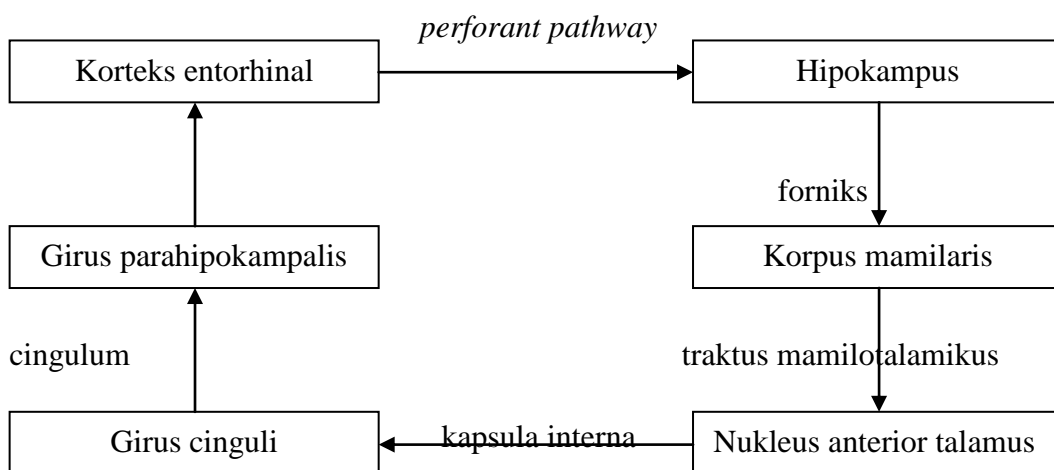 perforant pathway
Korteks entorhinal
Hipokampus
forniks
Girus parahipokampalis
Korpus mamilaris
cingulum
traktus mamilotalamikus
Girus cinguli
kapsula interna
Nukleus anterior talamus